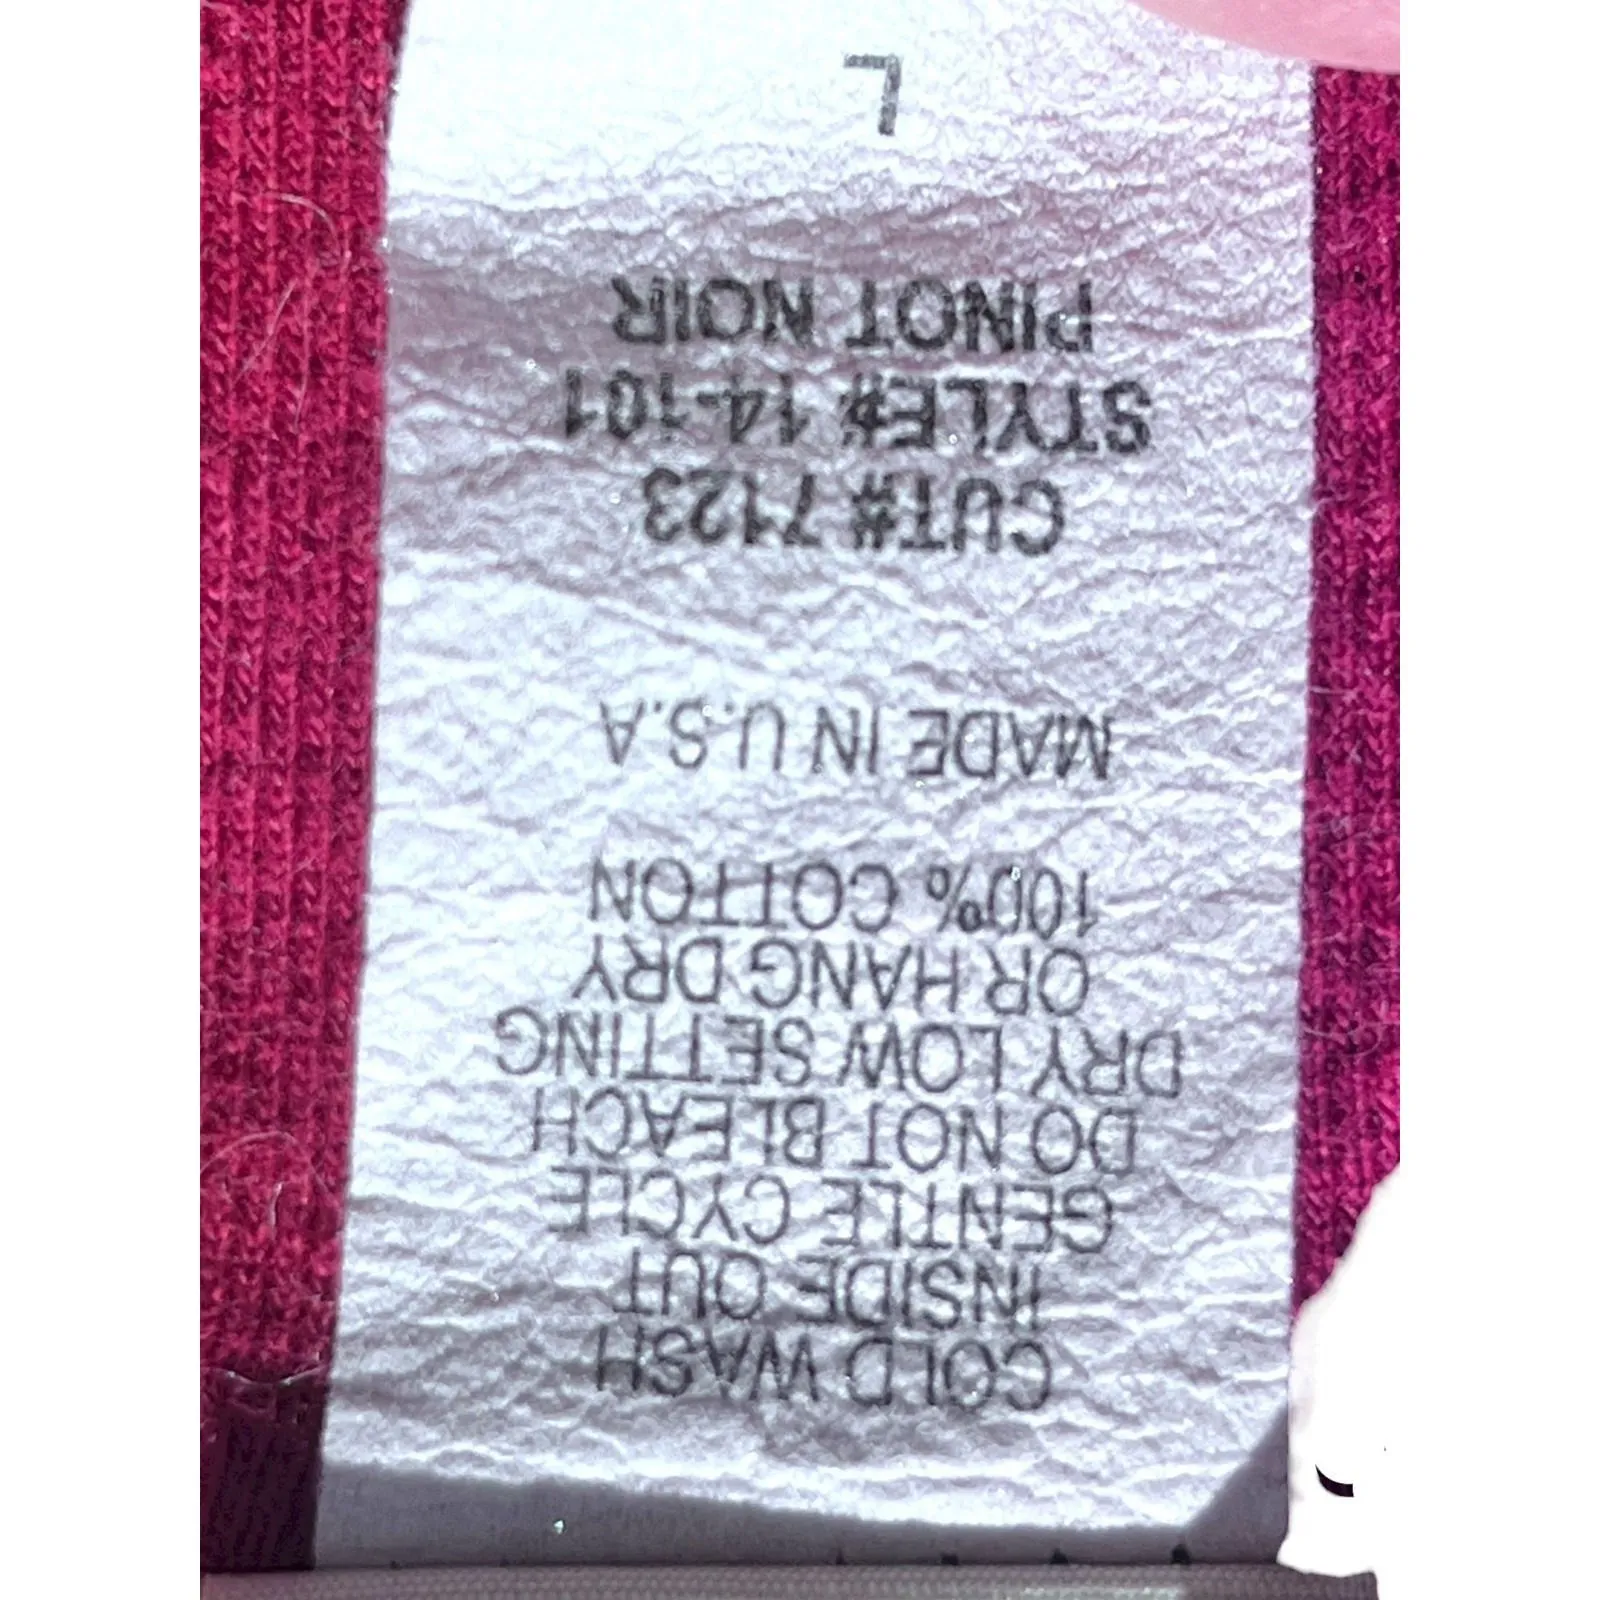 COLD WASH
INSIDE OUT
GENTLE CYCLE
DO NOT BLEACH
DRY LOW SETTING
OR HANG DRY
100% COTTON
MADE IN U.S.A
CUT# 7123
STYLE# 14-101
PINOT NOIR
L